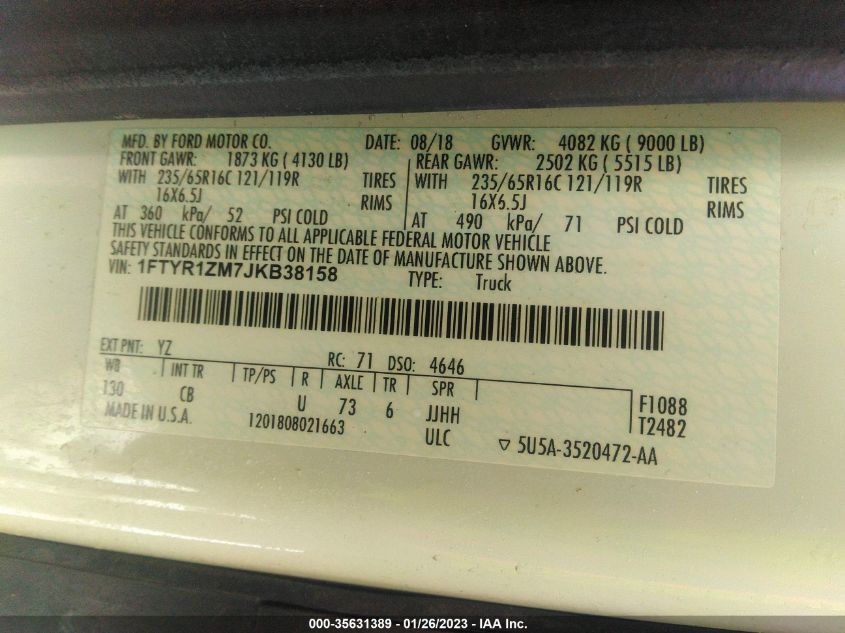 MFD. BY FORD MOTOR CO. DATE: 08/18 GVWR: 4082 KG ( 9000 LB)
FRONT GAWR: 1873 KG ( 4130 LB) REAR GAWR: 2502 KG ( 5515 LB)
WITH 235/65R16C 121/119R TIRES WITH 235/65R16C 121/119R TIRES
16X6.5J RIMS 16X6.5J RIMS
AT 360 kPa/ 52 PSI COLD AT 490 kPa/ 71 PSI COLD
THIS VEHICLE CONFORMS TO ALL APPLICABLE FEDERAL MOTOR VEHICLE
SAFETY STANDARDS IN EFFECT ON THE DATE OF MANUFACTURE SHOWN ABOVE.
VIN: 1FTYR1ZM7JKB38158 TYPE: Truck
EXT PNT: YZ RC: 71 DSO: 4646
WB INT TR TP/PS R AXLE TR SPR F1088
130 CB U 73 6 JJHH T2482
MADE IN U.S.A. 1201808021663 ULC ▽ 5U5A-3520472-AA
000-35631389 - 01/26/2023 - IAA Inc.